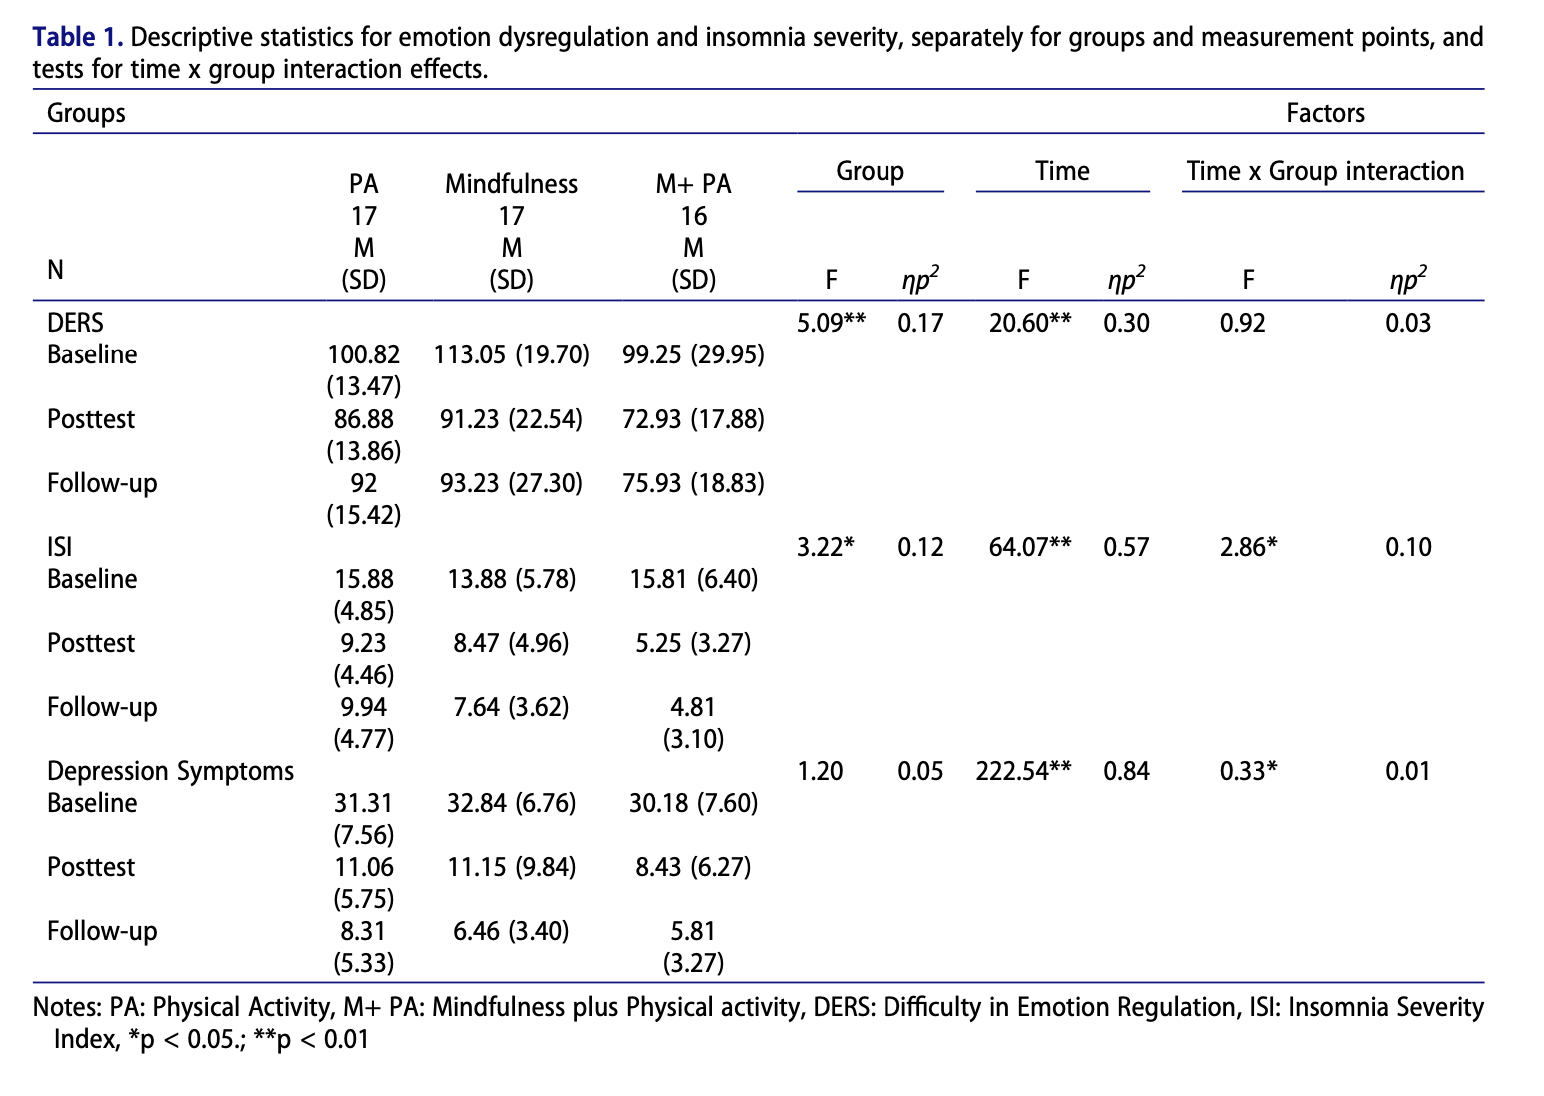 Table 1. Descriptive statistics for emotion dysregulation and insomnia severity, separately for groups and measurement points, and
tests for time x group interaction effects.
Groups Factors
Group Time Time x Group interaction
PA Mindfulness M+ PA
17 17 16
M M M
N (SD) (SD) (SD) F ηp² F ηp² F ηp²
DERS 5.09** 0.17 20.60** 0.30 0.92 0.03
Baseline 100.82 113.05 (19.70) 99.25 (29.95)
(13.47)
Posttest 86.88 91.23 (22.54) 72.93 (17.88)
(13.86)
Follow-up 92 93.23 (27.30) 75.93 (18.83)
(15.42)
ISI 3.22* 0.12 64.07** 0.57 2.86* 0.10
Baseline 15.88 13.88 (5.78) 15.81 (6.40)
(4.85)
Posttest 9.23 8.47 (4.96) 5.25 (3.27)
(4.46)
Follow-up 9.94 7.64 (3.62) 4.81
(4.77) (3.10)
Depression Symptoms 1.20 0.05 222.54** 0.84 0.33* 0.01
Baseline 31.31 32.84 (6.76) 30.18 (7.60)
(7.56)
Posttest 11.06 11.15 (9.84) 8.43 (6.27)
(5.75)
Follow-up 8.31 6.46 (3.40) 5.81
(5.33) (3.27)
Notes: PA: Physical Activity, M+ PA: Mindfulness plus Physical activity, DERS: Difficulty in Emotion Regulation, ISI: Insomnia Severity
Index, *p < 0.05.; **p < 0.01